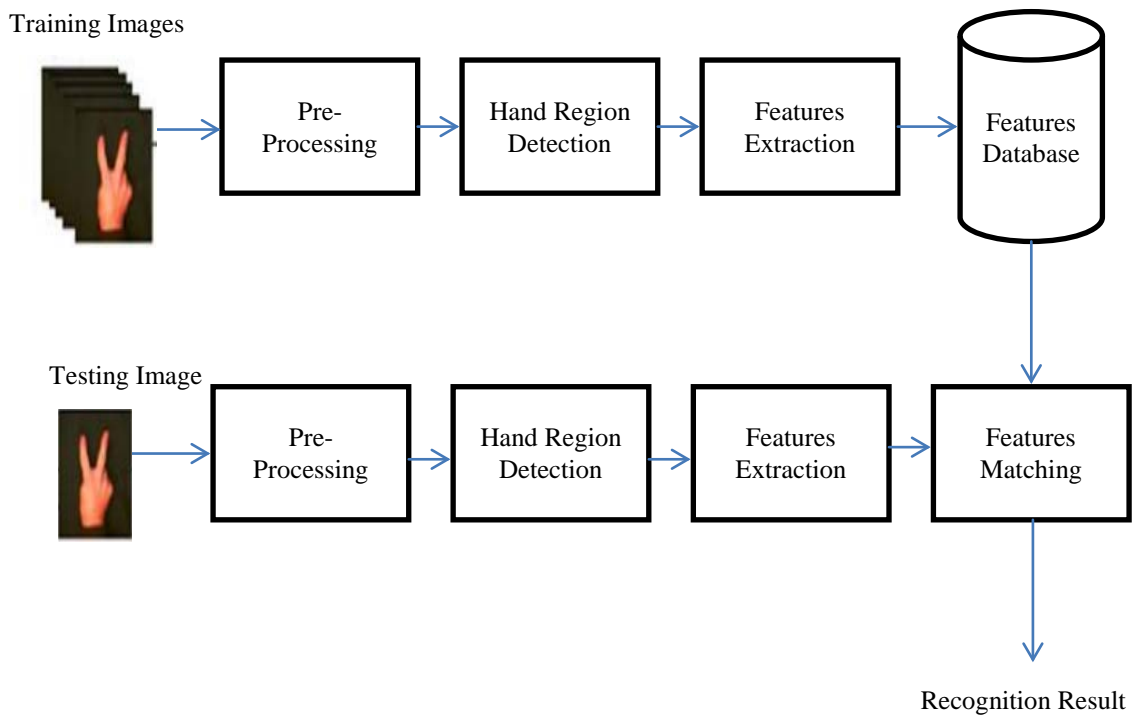 Training Images
Pre-
Processing
Hand Region
Detection
Features
Extraction
Features
Database
Testing Image
Pre-
Processing
Hand Region
Detection
Features
Extraction
Features
Matching
Recognition Result